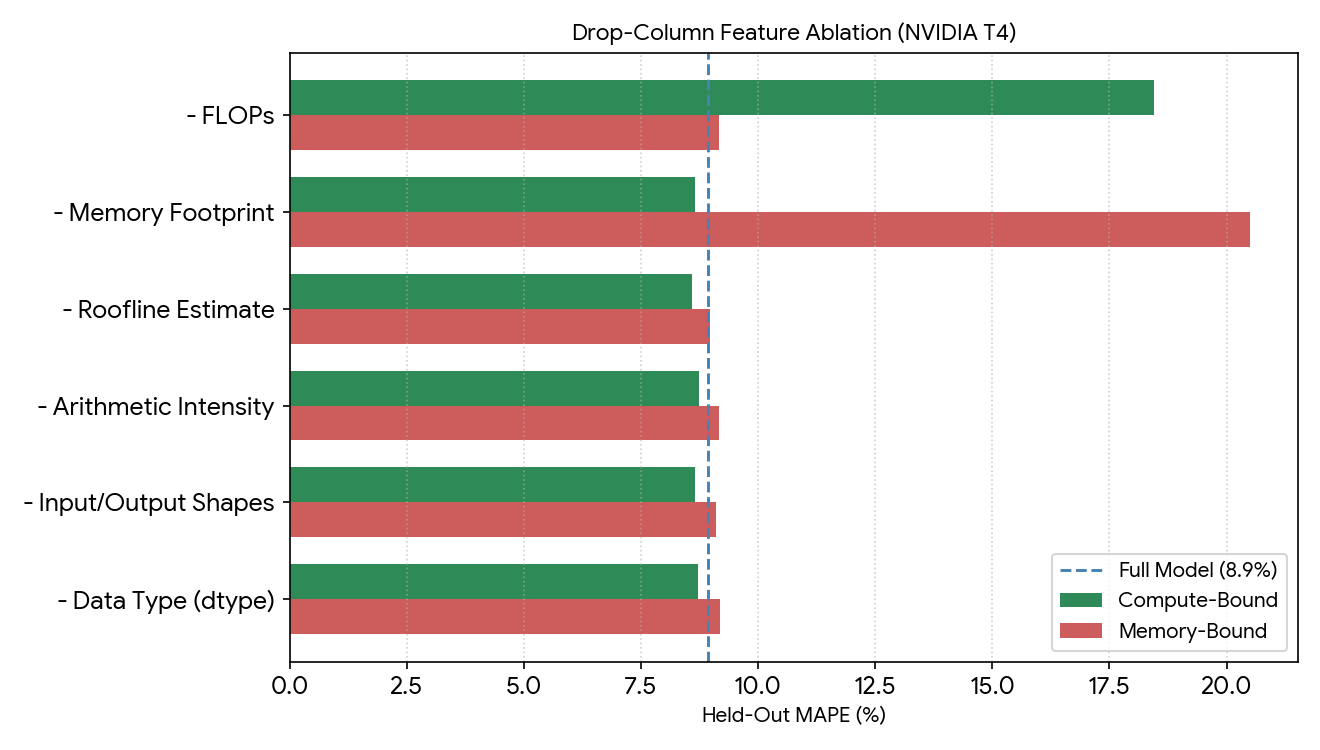 Drop-Column Feature Ablation (NVIDIA T4)
- FLOPs
- Memory Footprint
- Roofline Estimate
- Arithmetic Intensity
- Input/Output Shapes
- Data Type (dtype)
Full Model (8.9%)
Compute-Bound
Memory-Bound
0.0 2.5 5.0 7.5 10.0 12.5 15.0 17.5 20.0
Held-Out MAPE (%)